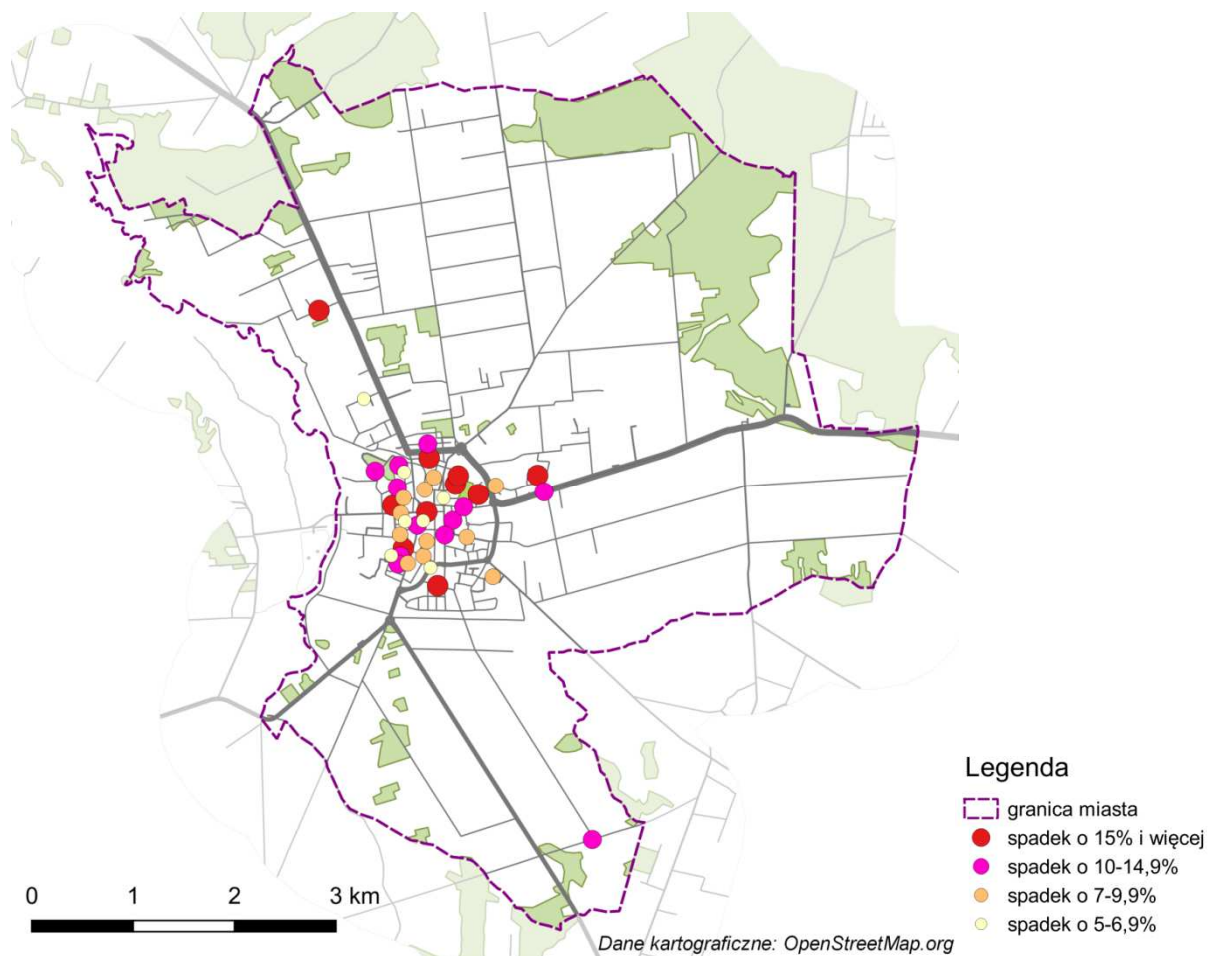 Legenda
granica miasta
spadek o 15% i więcej
spadek o 10-14,9%
spadek o 7-9,9%
spadek o 5-6,9%
0 1 2 3 km
Dane kartograficzne: OpenStreetMap.org